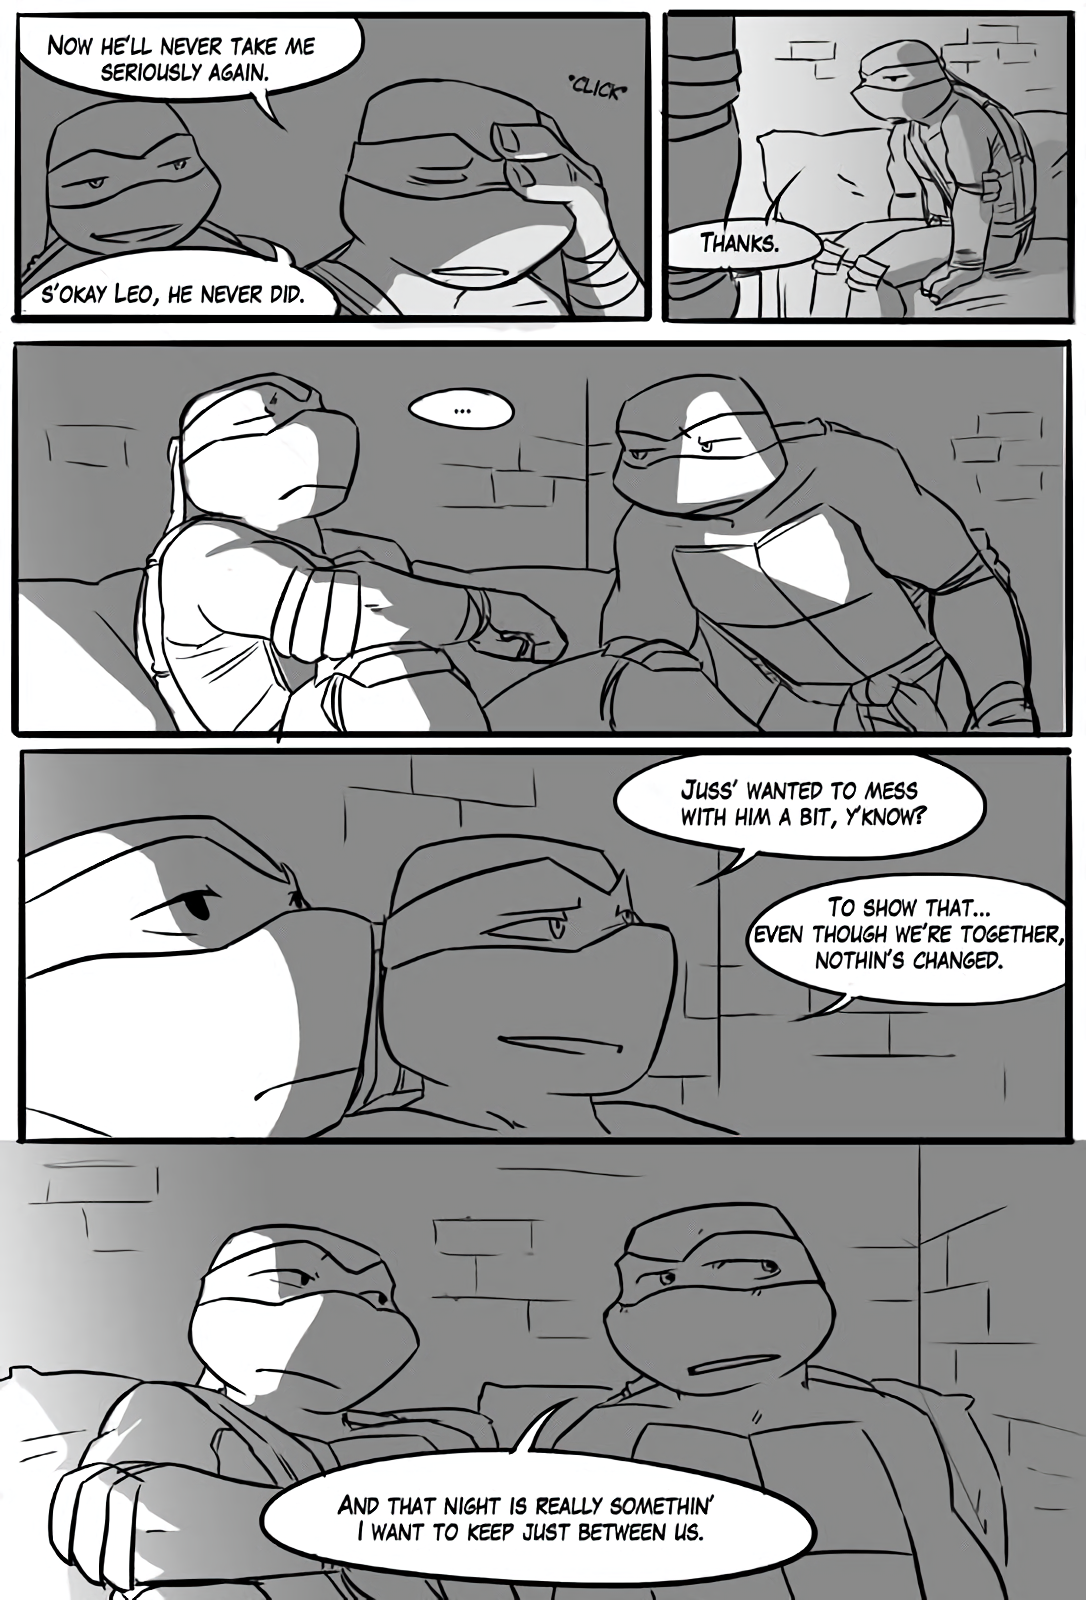 NOW HE'LL NEVER TAKE ME
SERIOUSLY AGAIN.
*CLICK*
S'OKAY LEO, HE NEVER DID.
THANKS.
...
JUSS' WANTED TO MESS
WITH HIM A BIT, Y'KNOW?
TO SHOW THAT...
EVEN THOUGH WE'RE TOGETHER,
NOTHIN'S CHANGED.
AND THAT NIGHT IS REALLY SOMETHIN'
I WANT TO KEEP JUST BETWEEN US.